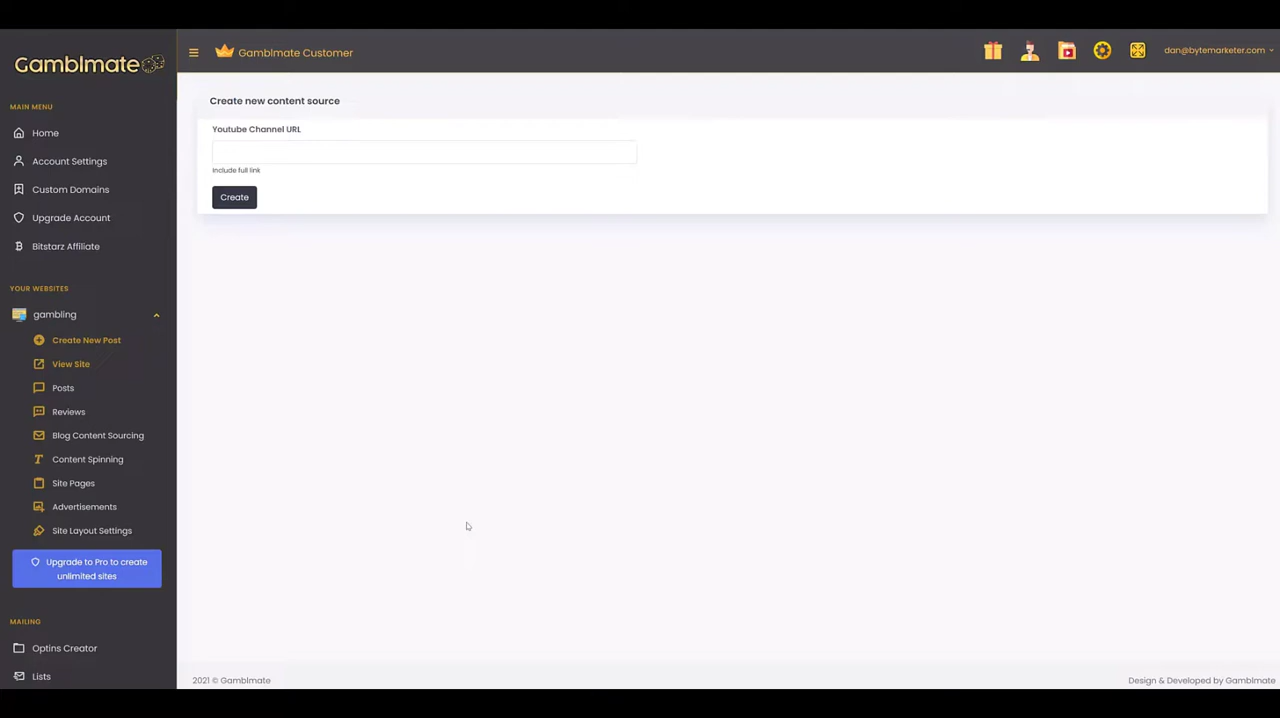 Gamblmate
Gamblmate Customer
dan@bytemarketer.com
MAIN MENU
Home
Account Settings
Custom Domains
Upgrade Account
Bitstarz Affiliate
YOUR WEBSITES
gambling
Create New Post
View Site
Posts
Reviews
Blog Content Sourcing
Content Spinning
Site Pages
Advertisements
Site Layout Settings
Upgrade to Pro to create
unlimited sites
MAILING
Optins Creator
Lists
Create new content source
Youtube Channel URL
Include full link
Create
2021 © Gamblmate
Design & Developed by Gamblmate